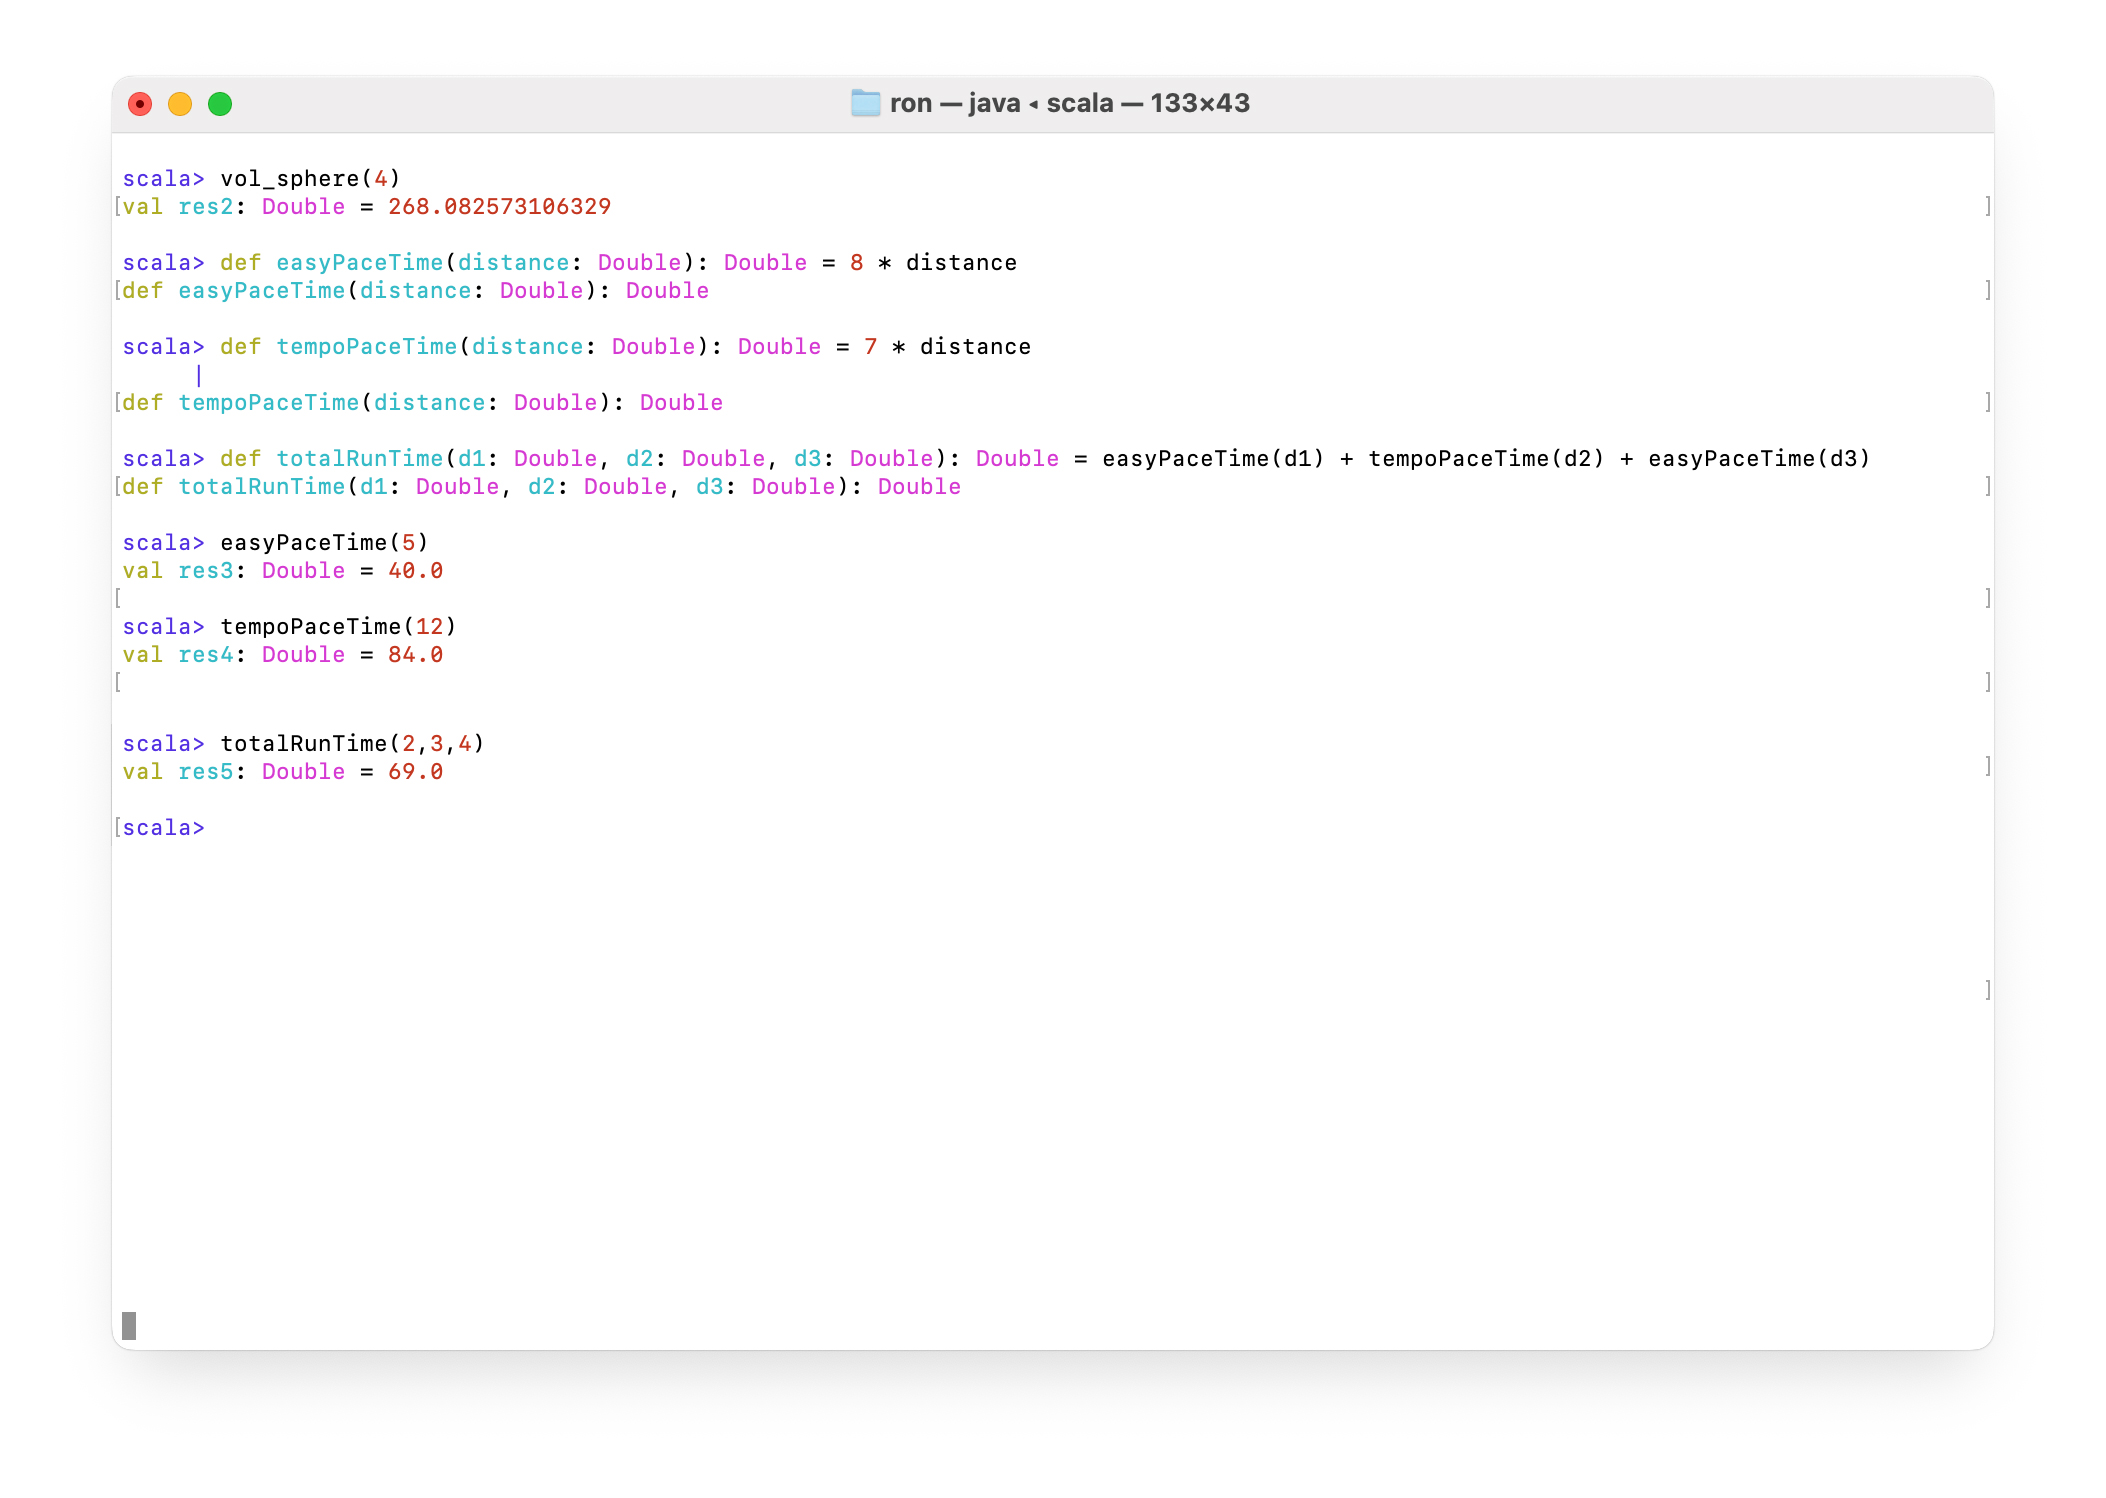 ron — java ◂ scala — 133×43
scala> vol_sphere(4)
[val res2: Double = 268.082573106329 ]
scala> def easyPaceTime(distance: Double): Double = 8 * distance
[def easyPaceTime(distance: Double): Double ]
scala> def tempoPaceTime(distance: Double): Double = 7 * distance
|
[def tempoPaceTime(distance: Double): Double ]
scala> def totalRunTime(d1: Double, d2: Double, d3: Double): Double = easyPaceTime(d1) + tempoPaceTime(d2) + easyPaceTime(d3)
[def totalRunTime(d1: Double, d2: Double, d3: Double): Double ]
scala> easyPaceTime(5)
val res3: Double = 40.0
[ ]
scala> tempoPaceTime(12)
val res4: Double = 84.0
[ ]
scala> totalRunTime(2,3,4)
val res5: Double = 69.0 ]
[scala>
]